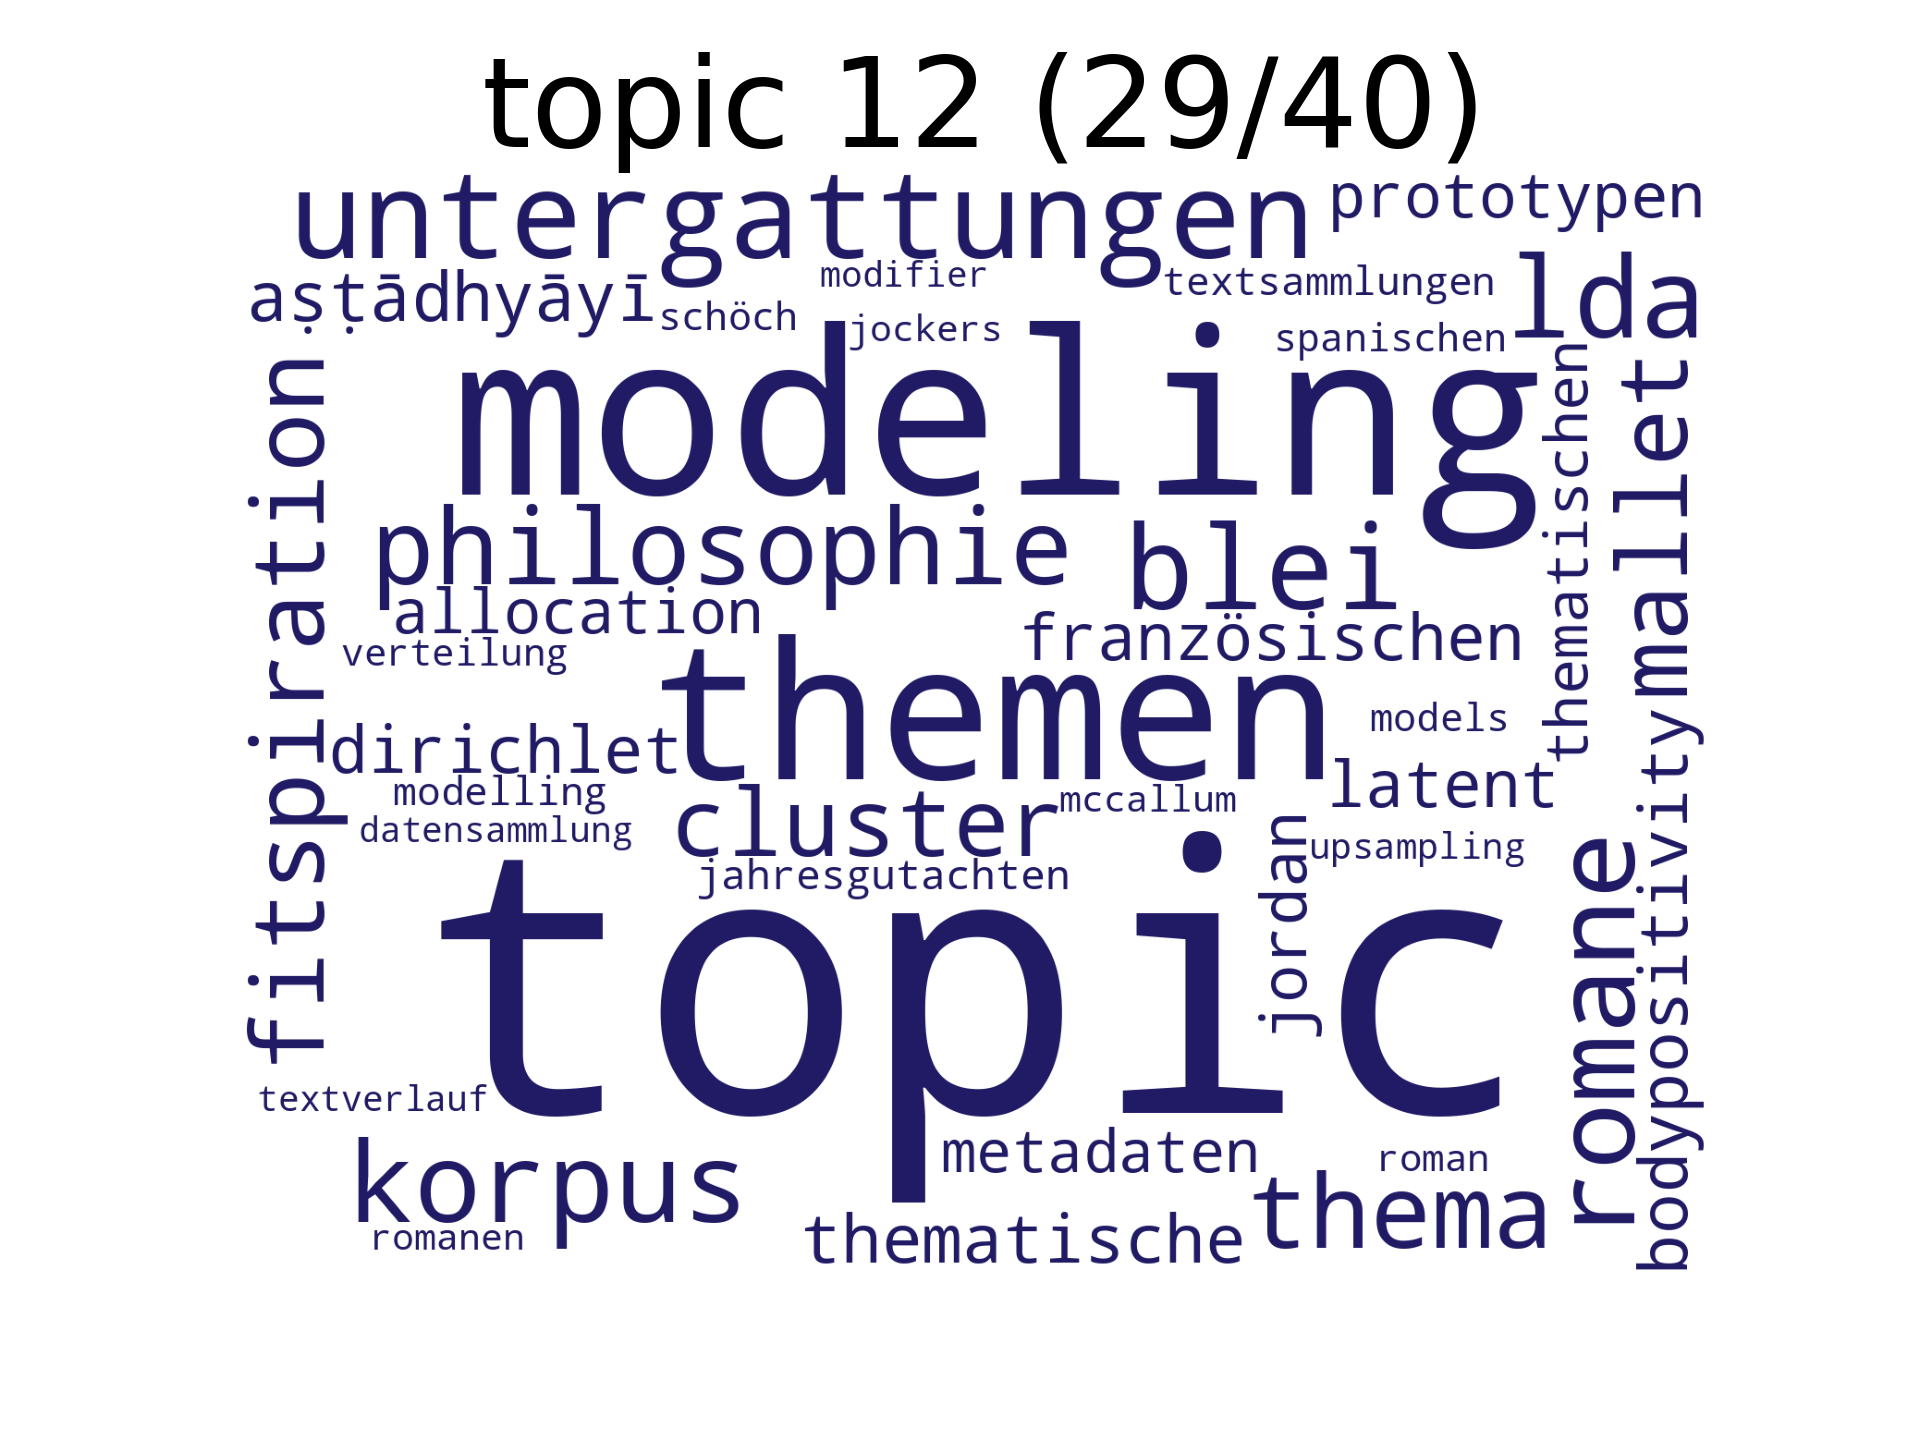 topic 12 (29/40)
untergattungen
prototypen
aṣṭādhyāyī
modifier
textsammlungen
lda
schöch
jockers
spanischen
modeling
thematischen
mallet
fitspiration
philosophie
blei
allocation
französischen
verteilung
themen
models
dirichlet
latent
modelling
cluster
mccallum
datensammlung
upsampling
jahresgutachten
jordan
topic
romane
bodypositivity
textverlauf
korpus
metadaten
roman
thema
romanen
thematische